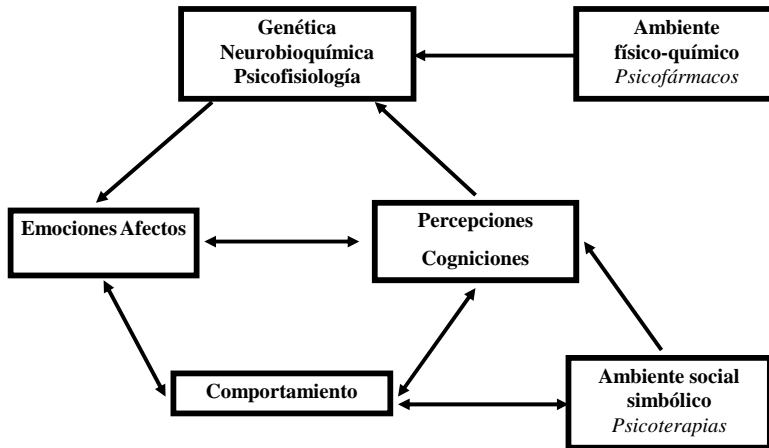 Genética
Neurobioquímica
Psicofisiología
Ambiente
físico-químico
Psicofármacos
Emociones Afectos
Percepciones
Cogniciones
Comportamiento
Ambiente social
simbólico
Psicoterapias